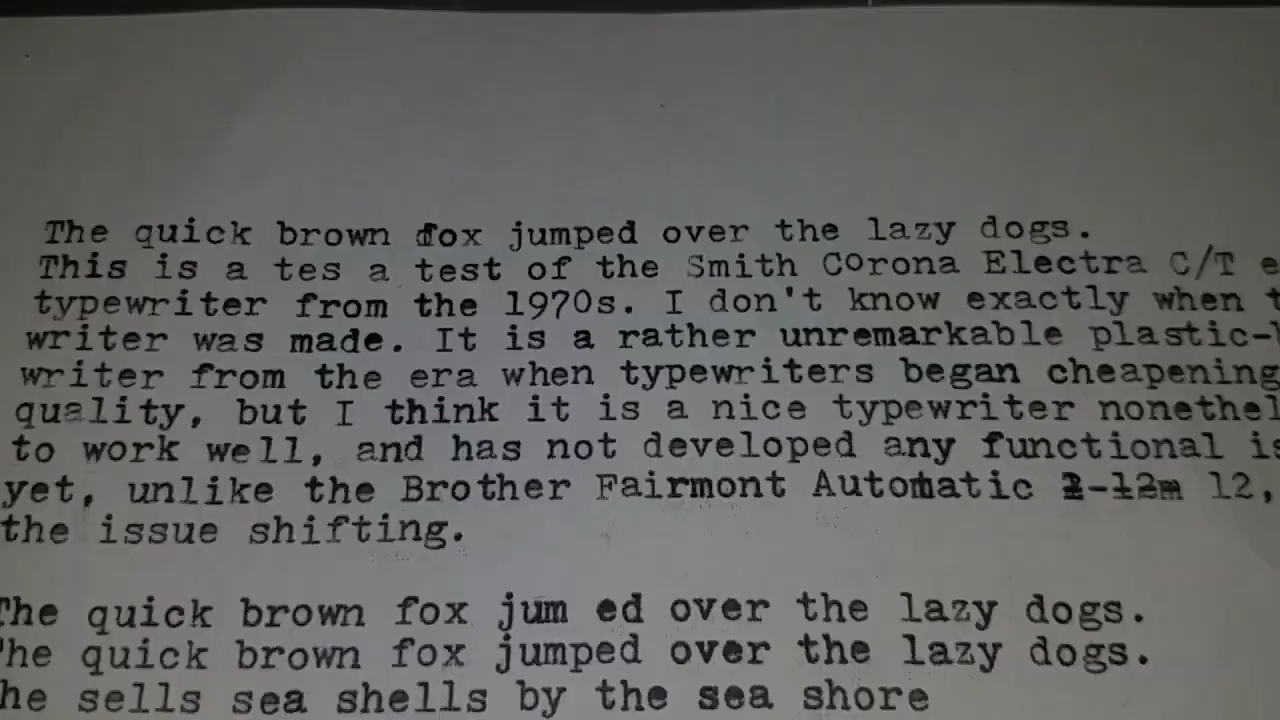 The quick brown fox jumped over the lazy dogs.
This is a tes a test of the Smith Corona Electra C/T e
typewriter from the 1970s. I don't know exactly when t
writer was made. It is a rather unremarkable plastic-
writer from the era when typewriters began cheapening
quality, but I think it is a nice typewriter nonethel
to work well, and has not developed any functional is
yet, unlike the Brother Fairmont Automatic 12,
the issue shifting.
The quick brown fox jum ed over the lazy dogs.
The quick brown fox jumped over the lazy dogs.
he sells sea shells by the sea shore